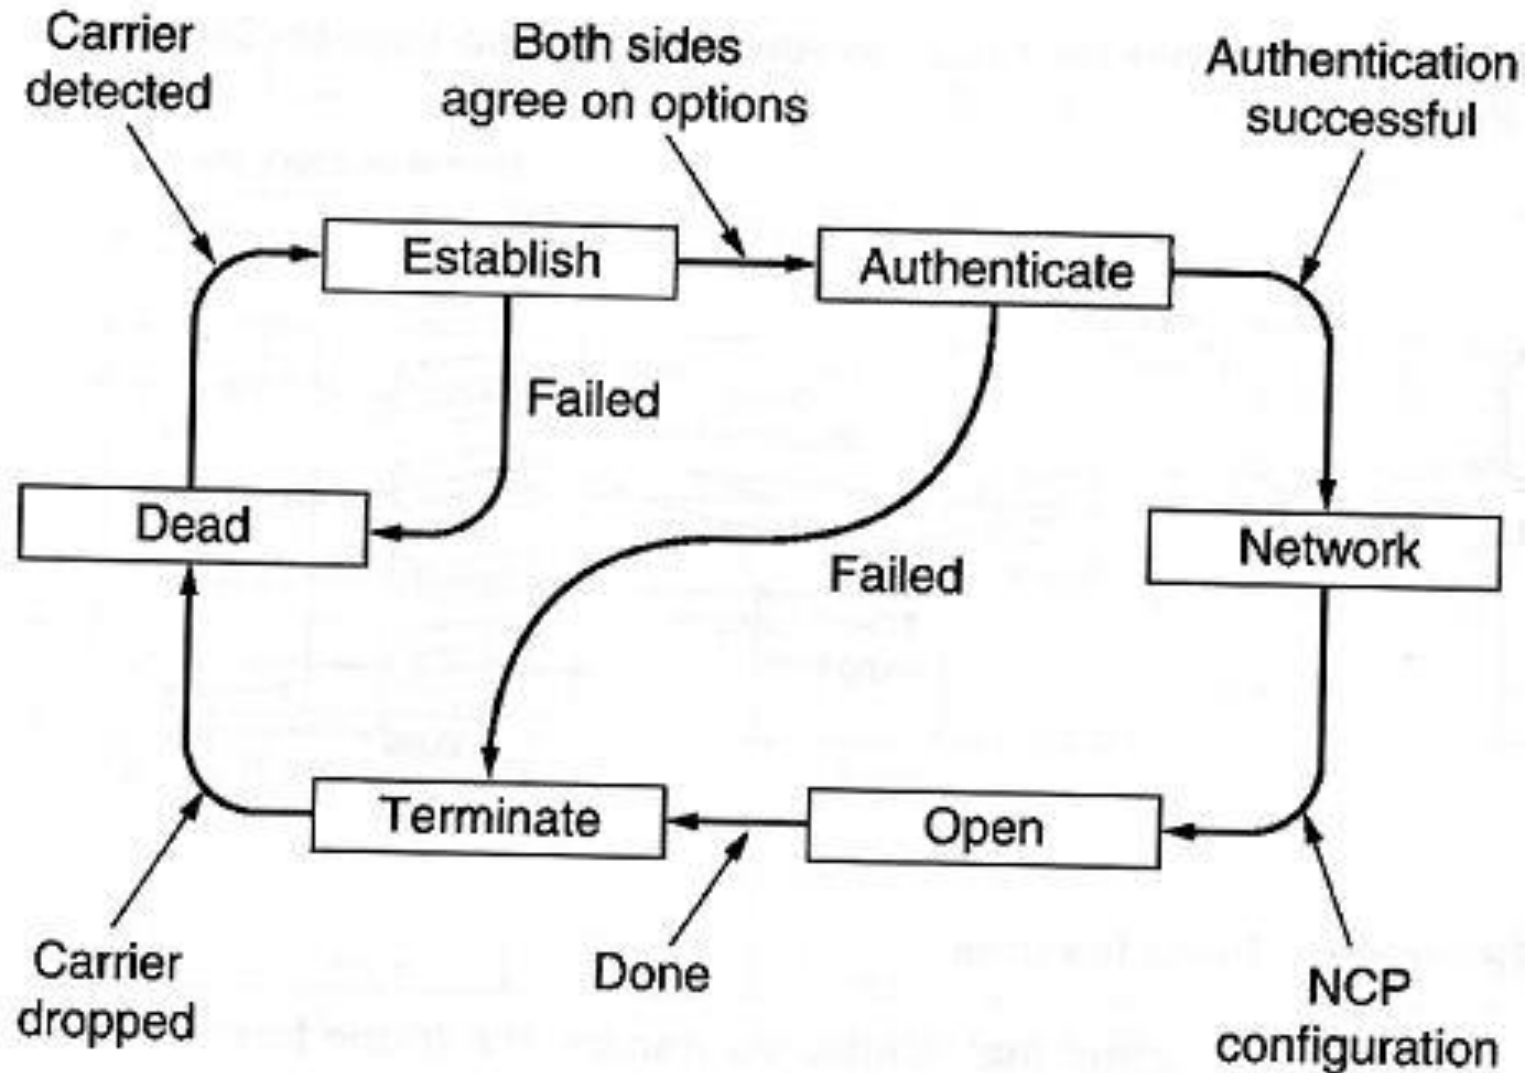 Carrier
detected
Both sides
agree on options
Authentication
successful
Establish
Authenticate
Failed
Dead
Failed
Network
Terminate
Open
Carrier
dropped
Done
NCP
configuration